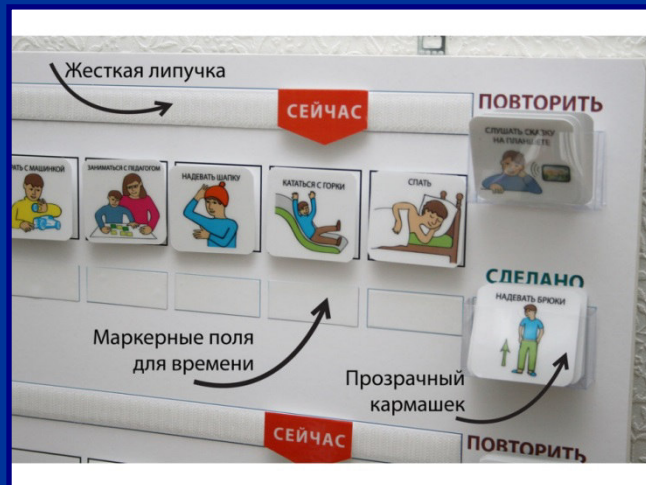 Жесткая липучка
СЕЙЧАС
ПОВТОРИТЬ
СЛУШАТЬ СКАЗКУ
НА ПЛАНШЕТЕ
С МАШИНКОЙ
ЗАНИМАТЬСЯ С ПЕДАГОГОМ
НАДЕВАТЬ ШАПКУ
КАТАТЬСЯ С ГОРКИ
СПАТЬ
СДЕЛАНО
НАДЕВАТЬ БРЮКИ
Маркерные поля
для времени
Прозрачный
кармашек
СЕЙЧАС
ПОВТОРИТЬ